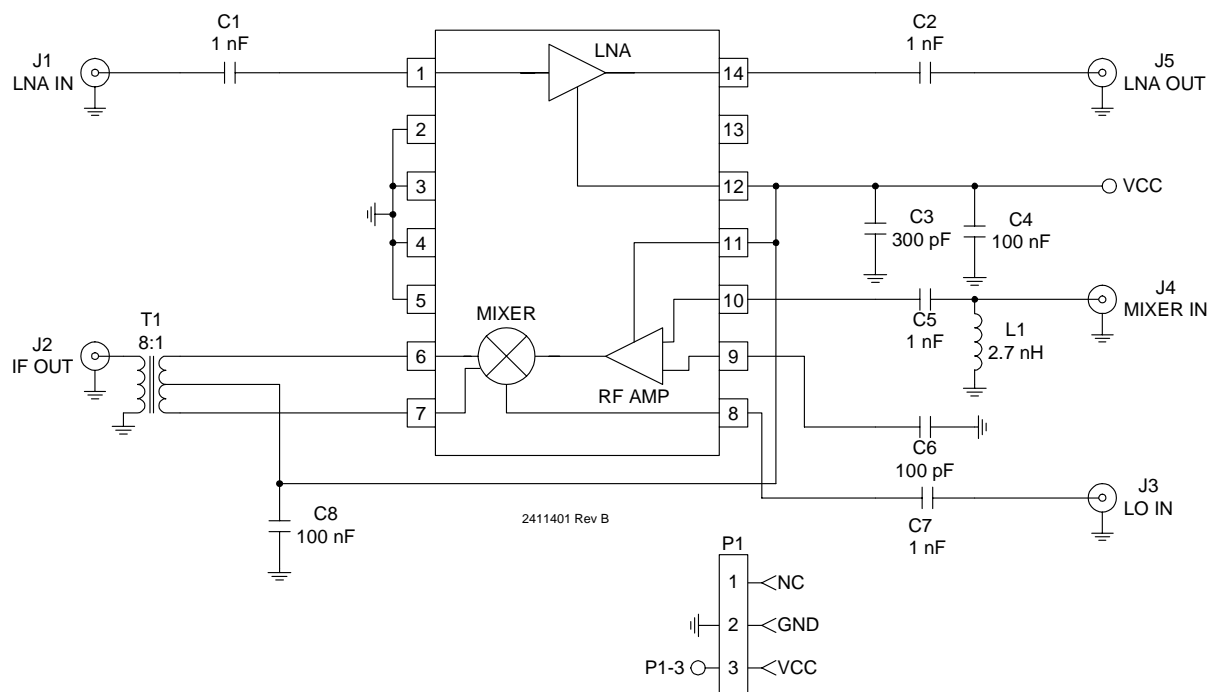 C1
1 nF
J1
LNA IN
LNA
C2
1 nF
J5
LNA OUT
1
2
3
4
5
6
7
14
13
12
11
10
9
8
VCC
C3
300 pF
C4
100 nF
J4
MIXER IN
C5
1 nF
L1
2.7 nH
MIXER
RF AMP
T1
8:1
J2
IF OUT
C6
100 pF
J3
LO IN
C7
1 nF
C8
100 nF
2411401 Rev B
P1
1
NC
2
GND
P1-3
3
VCC